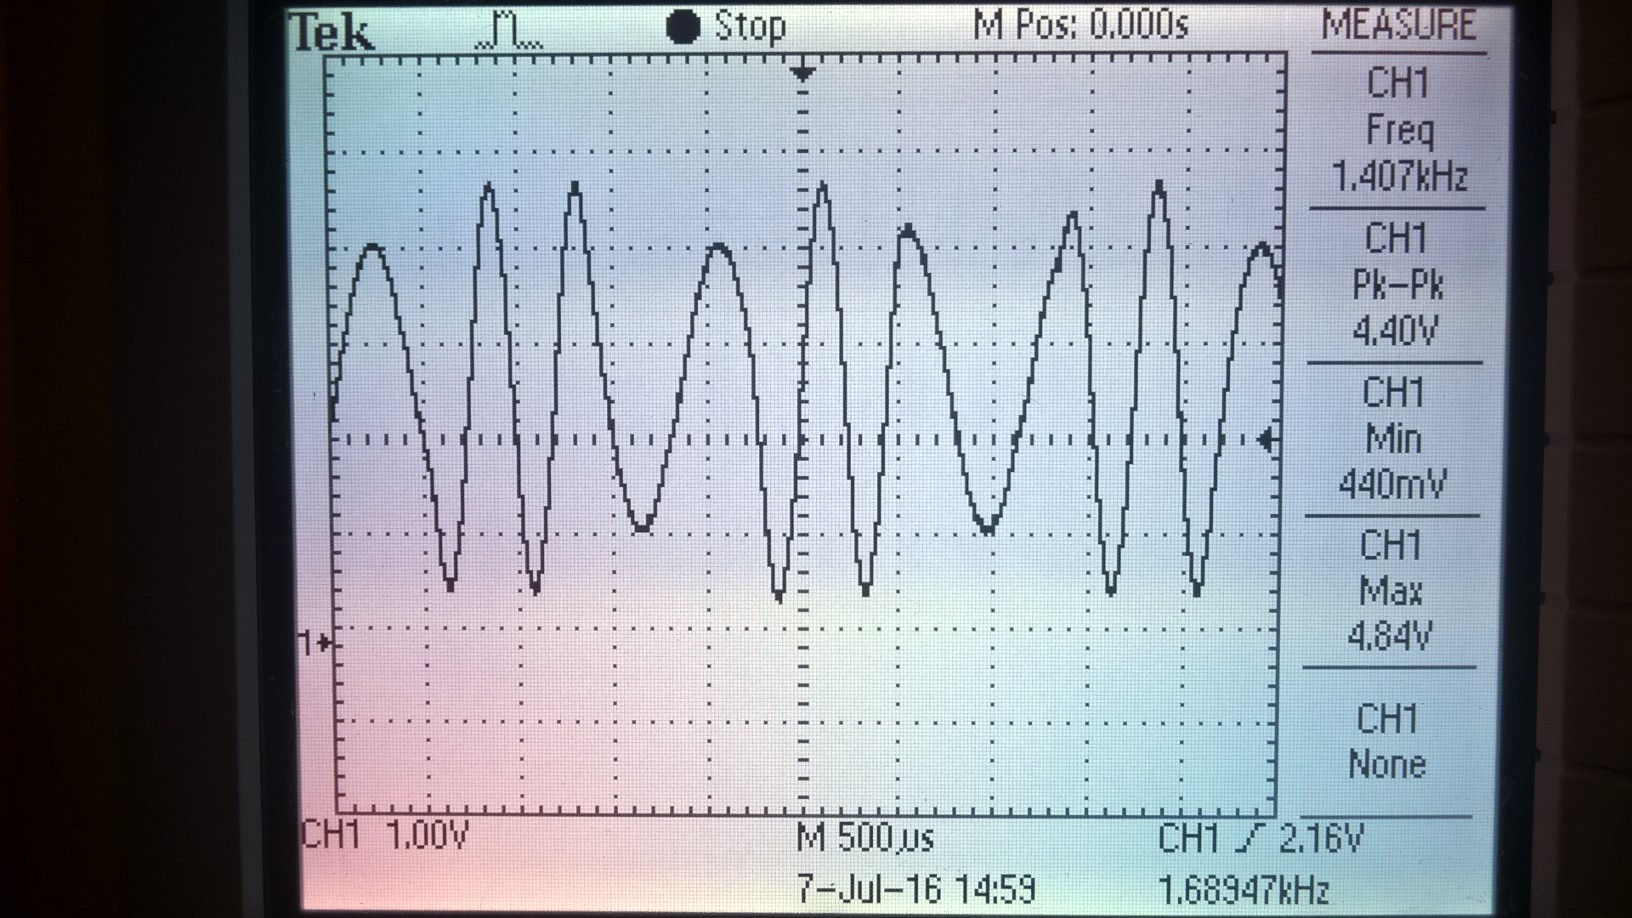 Tek Stop M Pos: 0.000s MEASURE
CH1
Freq
1.407kHz
CH1
Pk-Pk
4.40V
CH1
Min
440mV
CH1
Max
4.84V
CH1
None
1
CH1 1.00V M 500µs CH1 2.16V
7-Jul-16 14:59 1.68947kHz